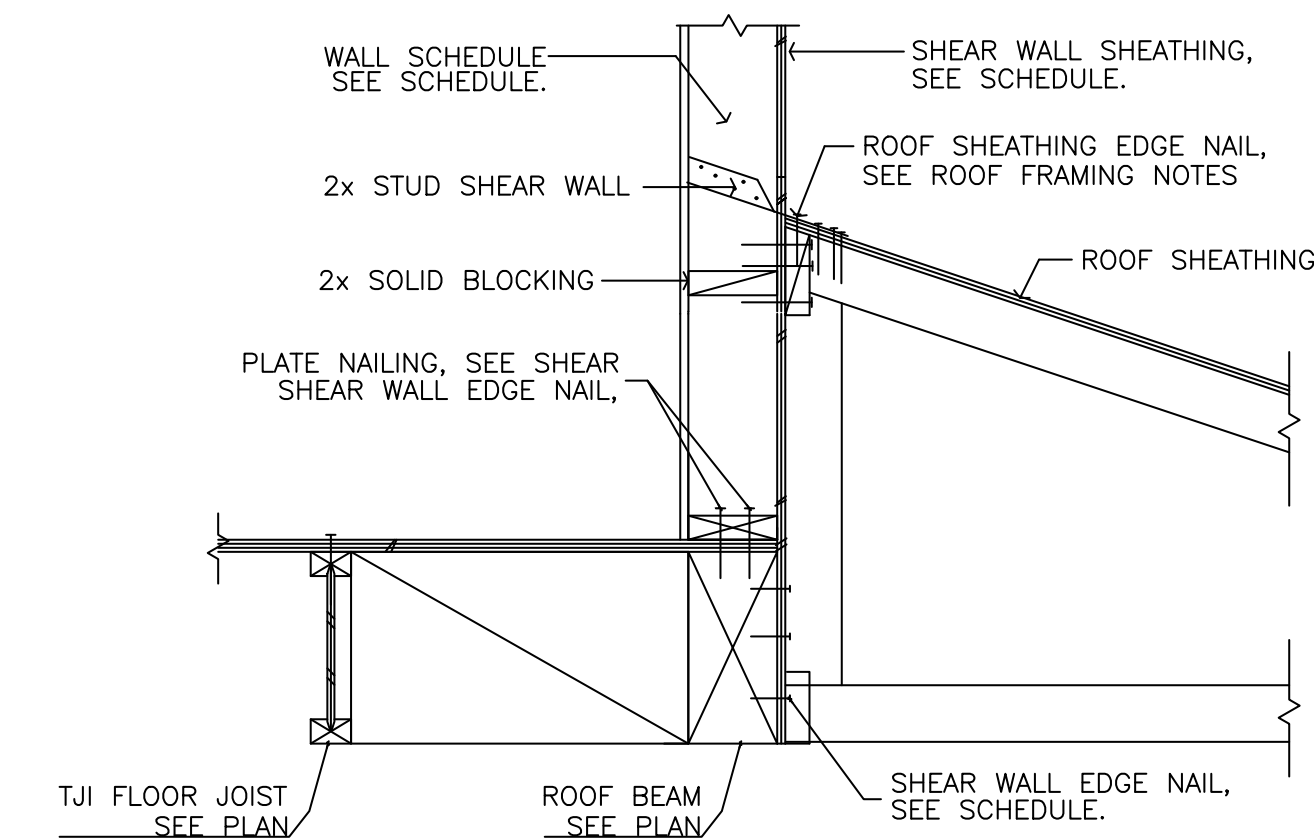 WALL SCHEDULE
SEE SCHEDULE.
SHEAR WALL SHEATHING,
SEE SCHEDULE.
ROOF SHEATHING EDGE NAIL,
SEE ROOF FRAMING NOTES
2x STUD SHEAR WALL
ROOF SHEATHING
2x SOLID BLOCKING
PLATE NAILING, SEE SHEAR
SHEAR WALL EDGE NAIL,
TJI FLOOR JOIST
SEE PLAN
ROOF BEAM
SEE PLAN
SHEAR WALL EDGE NAIL,
SEE SCHEDULE.